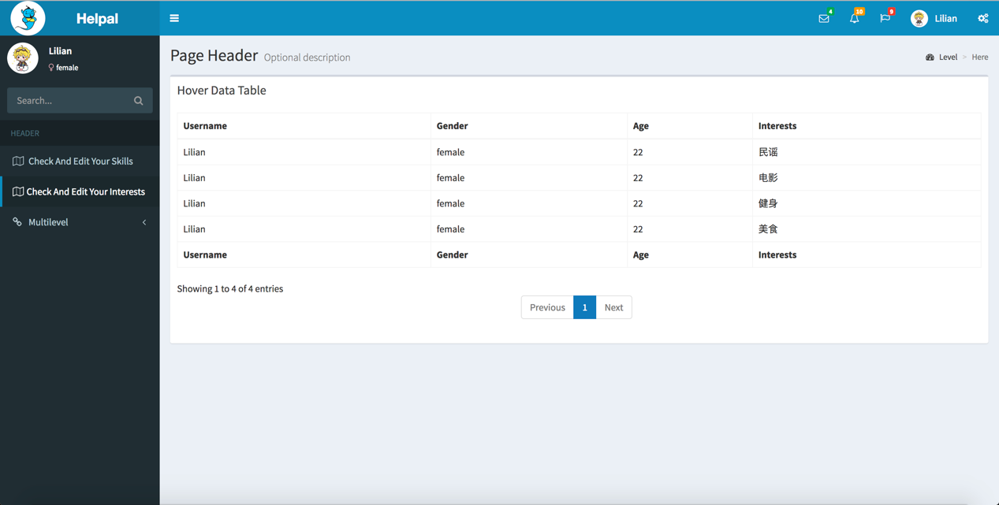 Helpal
4
10
9
Lilian
Lilian
female
Search...
HEADER
Check And Edit Your Skills
Check And Edit Your Interests
Multilevel
Page Header Optional description
Level > Here
Hover Data Table
Username Gender Age Interests
Lilian female 22 民谣
Lilian female 22 电影
Lilian female 22 健身
Lilian female 22 美食
Username Gender Age Interests
Showing 1 to 4 of 4 entries
Previous 1 Next